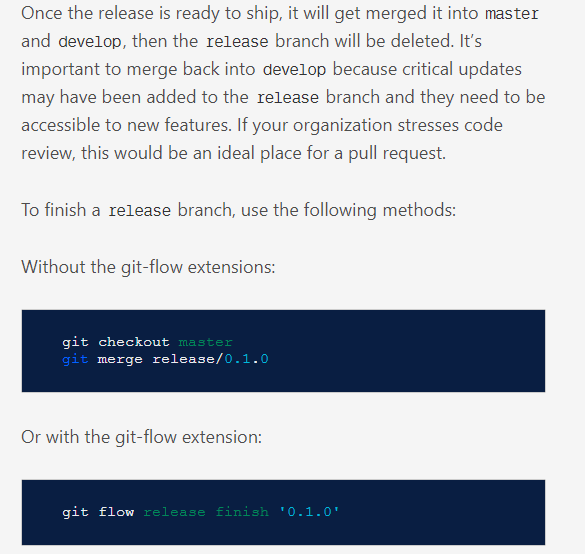 Once the release is ready to ship, it will get merged it into master
and develop, then the release branch will be deleted. It's
important to merge back into develop because critical updates
may have been added to the release branch and they need to be
accessible to new features. If your organization stresses code
review, this would be an ideal place for a pull request.
To finish a release branch, use the following methods:
Without the git-flow extensions:
git checkout master
git merge release/0.1.0
Or with the git-flow extension:
git flow release finish '0.1.0'